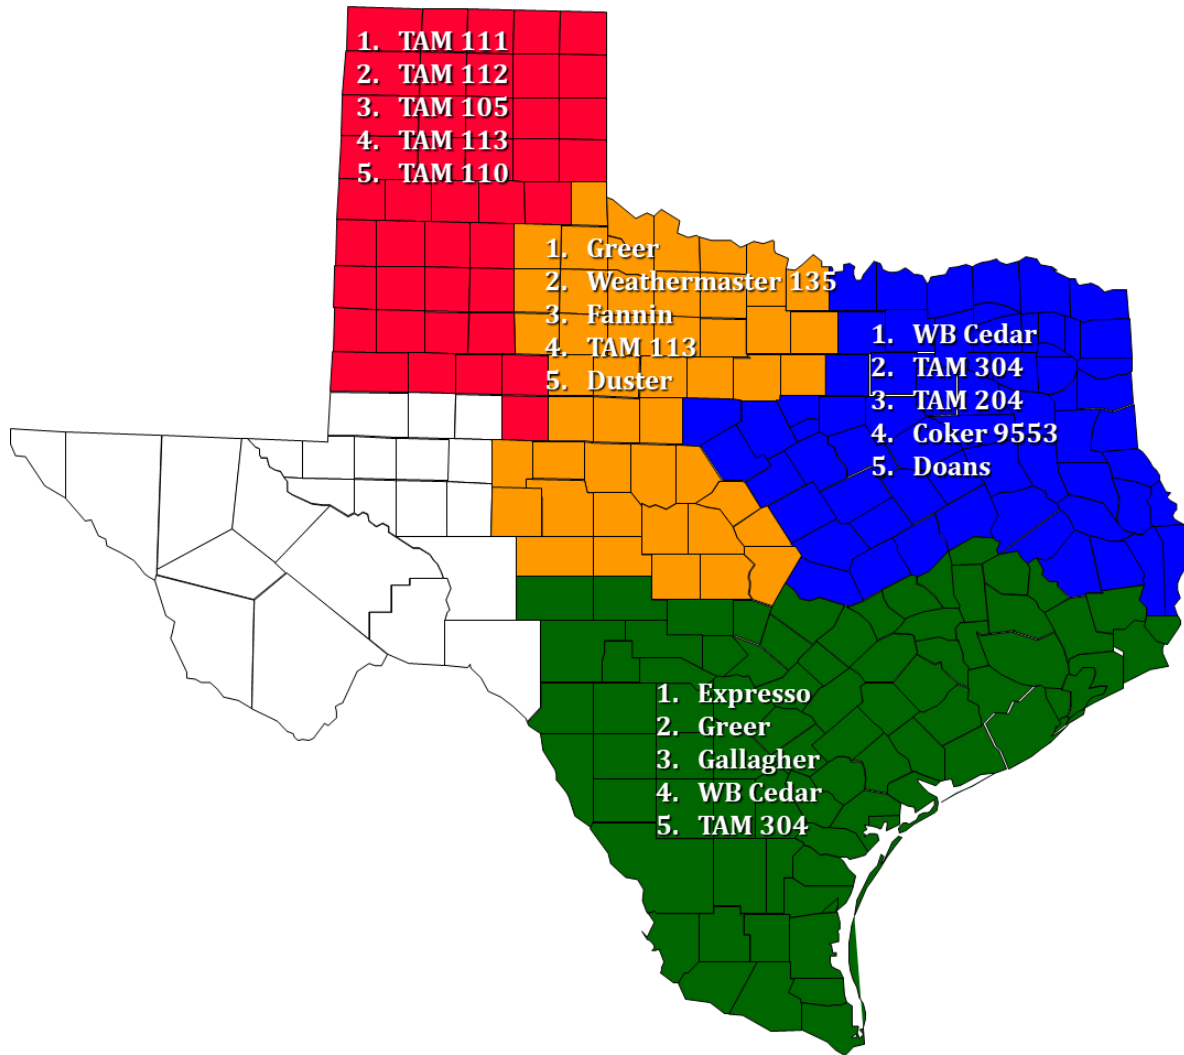 1. TAM 111
2. TAM 112
3. TAM 105
4. TAM 113
5. TAM 110
1. Greer
2. Weathermaster 135
3. Fannin
4. TAM 113
5. Duster
1. WB Cedar
2. TAM 304
3. TAM 204
4. Coker 9553
5. Doans
1. Expresso
2. Greer
3. Gallagher
4. WB Cedar
5. TAM 304